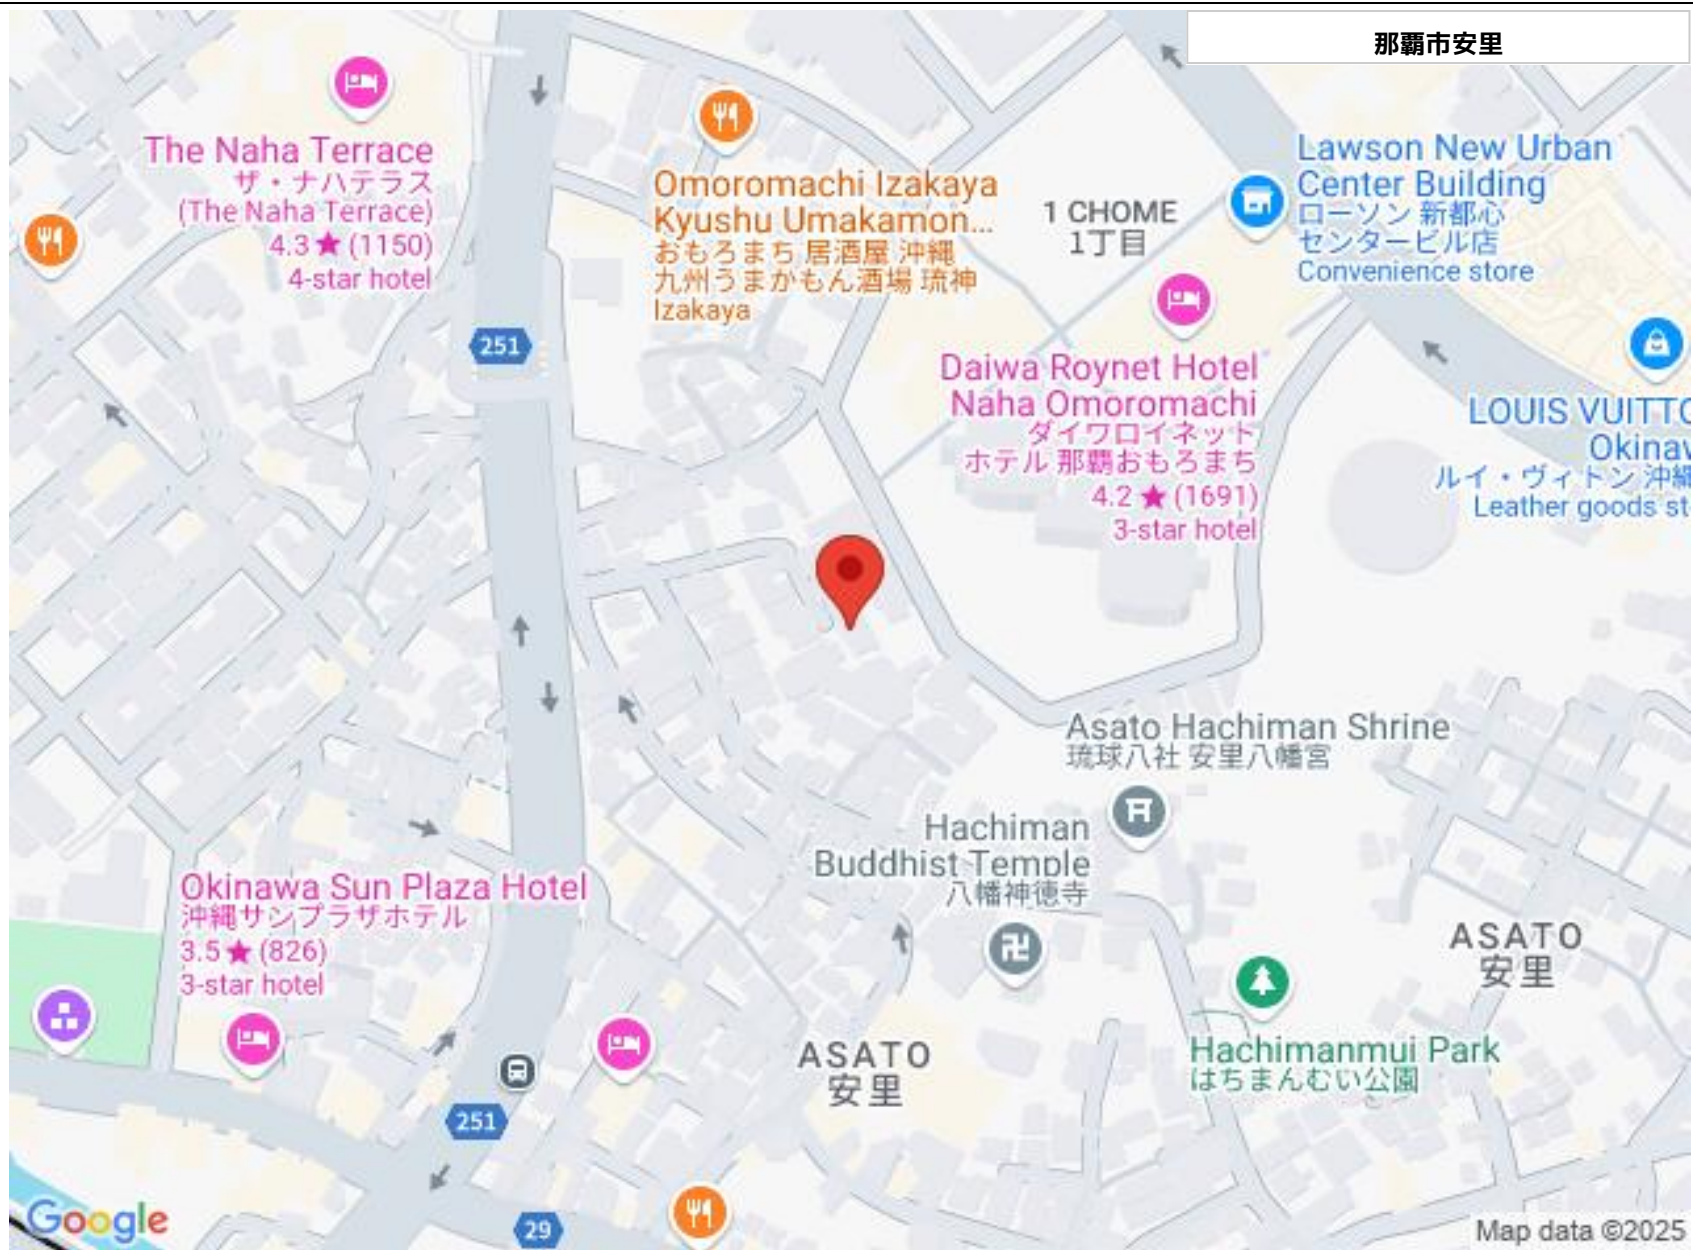 那覇市安里
The Naha Terrace
ザ・ナハテラス
(The Naha Terrace)
4.3 ★ (1150)
4-star hotel
Omoromachi Izakaya
Kyushu Umakamon...
おもろまち 居酒屋 沖縄
九州うまかもん酒場 琉神
Izakaya
1 CHOME
1丁目
Lawson New Urban
Center Building
ローソン 新都心
センタービル店
Convenience store
251
Daiwa Roynet Hotel
Naha Omoromachi
ダイワロイネット
ホテル 那覇おもろまち
4.2 ★ (1691)
3-star hotel
LOUIS VUITTO
Okinaw
ルイ・ヴィトン 沖縄
Leather goods st
Asato Hachiman Shrine
琉球八社 安里八幡宮
Hachiman
Buddhist Temple
八幡神徳寺
Okinawa Sun Plaza Hotel
沖縄サンプラザホテル
3.5 ★ (826)
3-star hotel
ASATO
安里
ASATO
安里
Hachimanmui Park
はちまんむい公園
251
29
Google
Map data ©2025